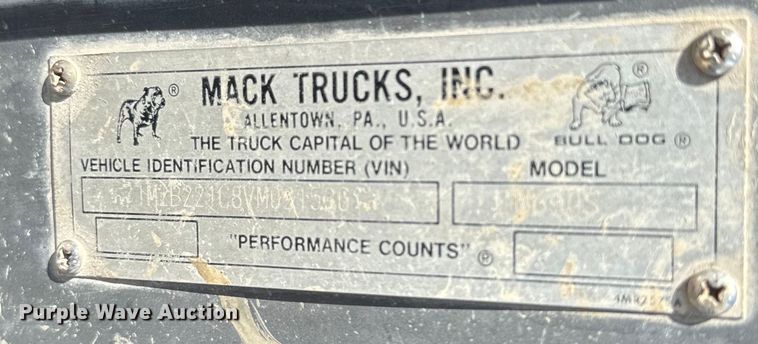 MACK TRUCKS, INC.
ALLENTOWN, PA., U.S.A.
THE TRUCK CAPITAL OF THE WORLD
BULL DOG ®
VEHICLE IDENTIFICATION NUMBER (VIN)
MODEL
"PERFORMANCE COUNTS" ®
Purple Wave Auction